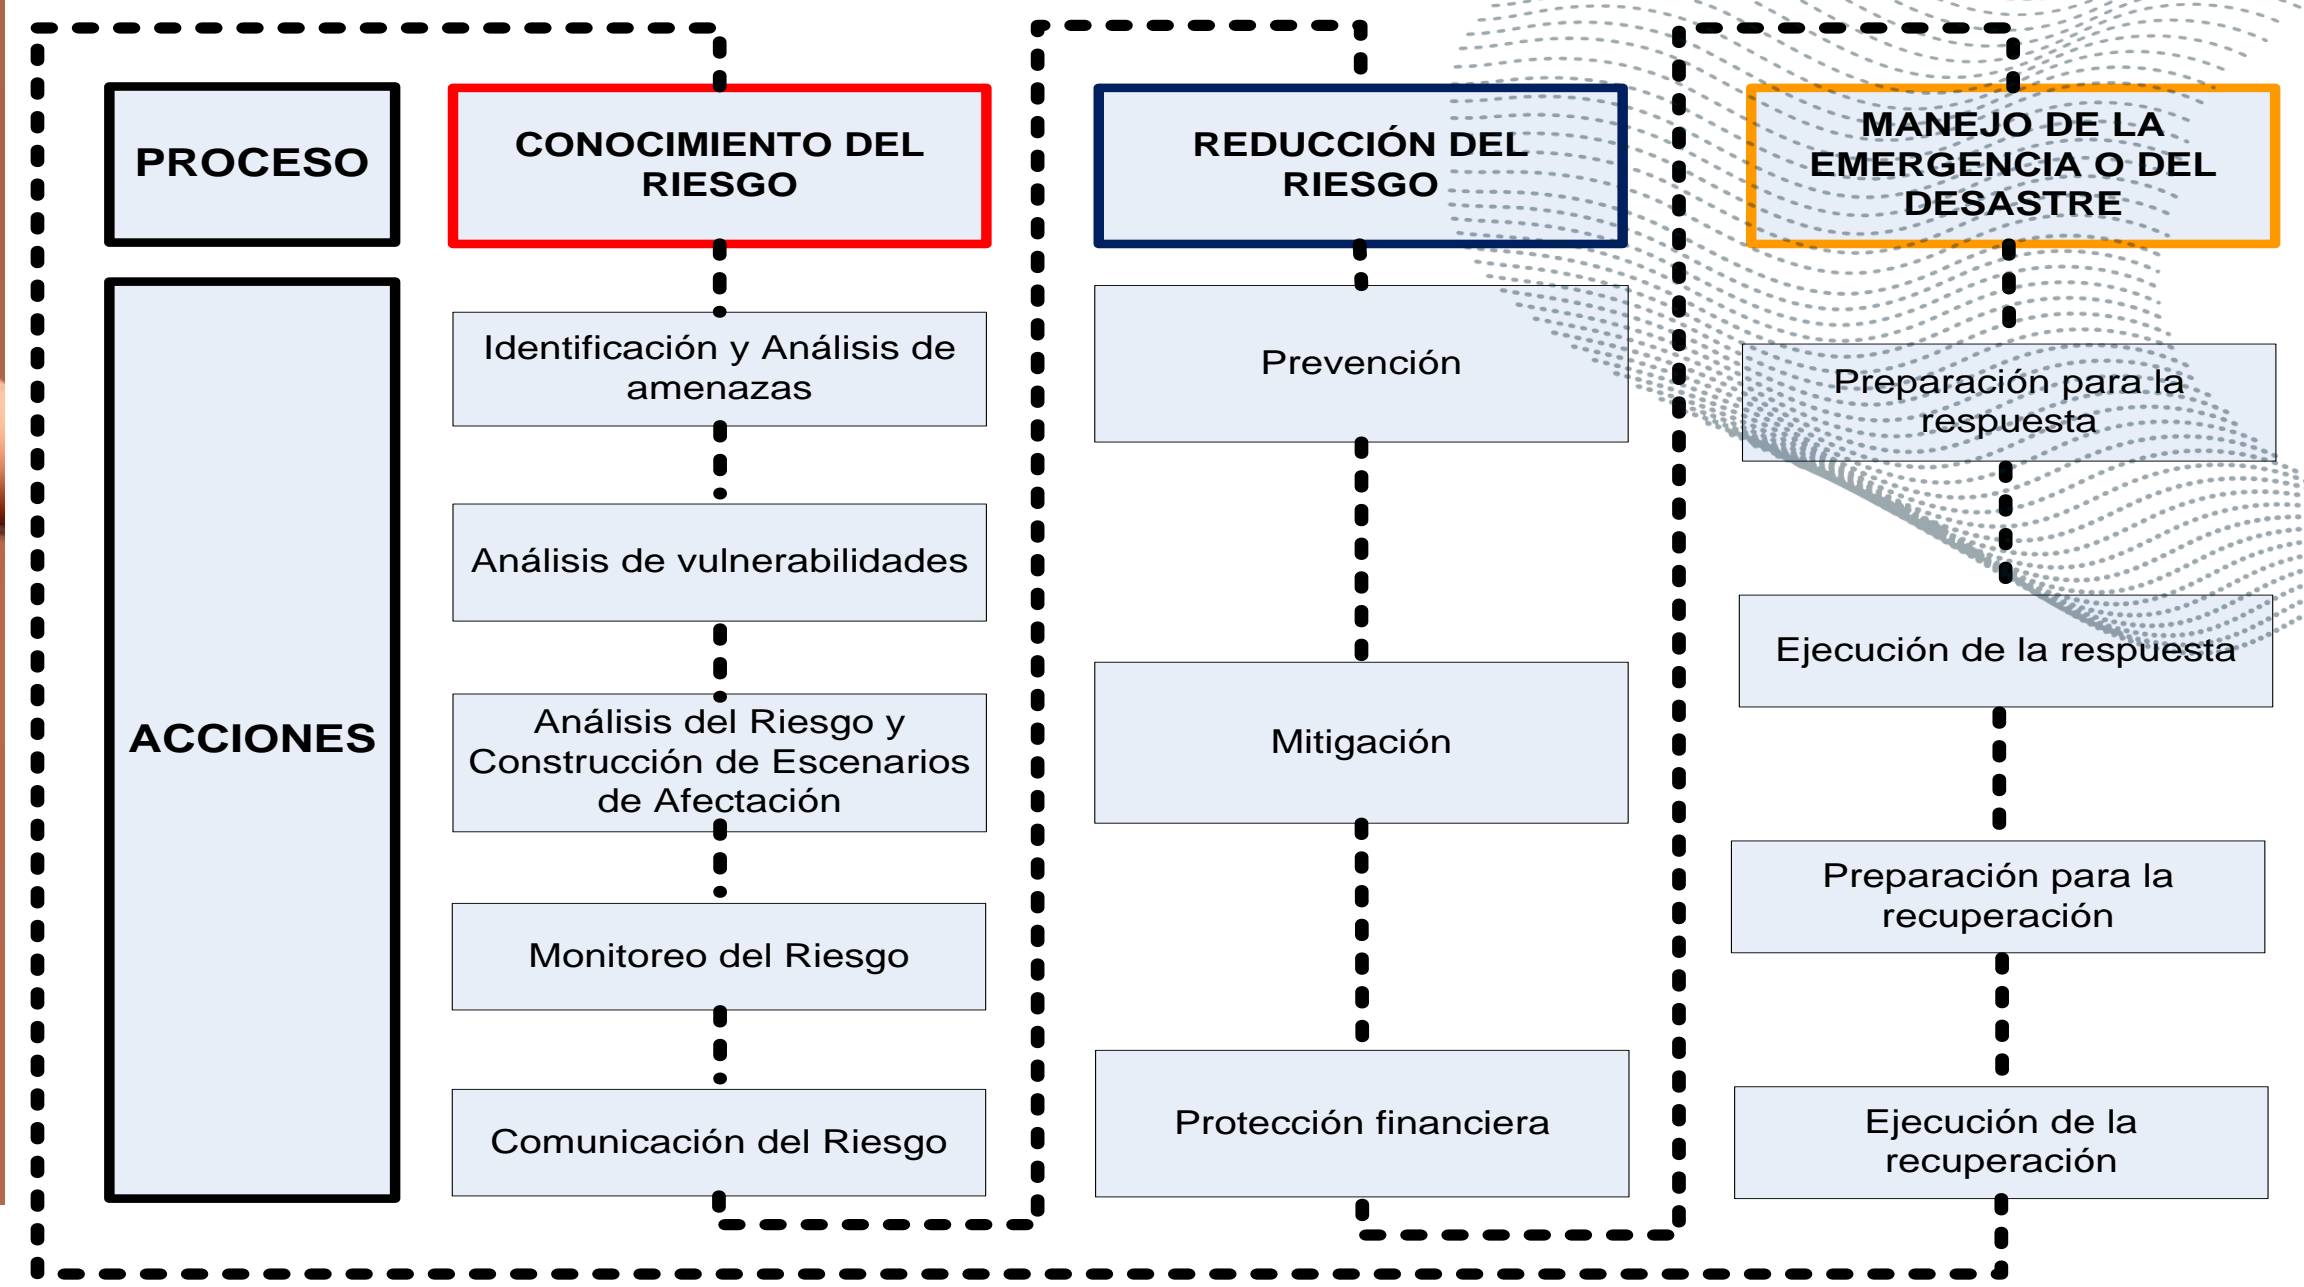 PROCESO
CONOCIMIENTO DEL
RIESGO
REDUCCIÓN DEL
RIESGO
MANEJO DE LA
EMERGENCIA O DEL
DESASTRE
ACCIONES
Identificación y Análisis de
amenazas
Análisis de vulnerabilidades
Análisis del Riesgo y
Construcción de Escenarios
de Afectación
Monitoreo del Riesgo
Comunicación del Riesgo
Prevención
Mitigación
Protección financiera
Preparación para la
respuesta
Ejecución de la respuesta
Preparación para la
recuperación
Ejecución de la
recuperación